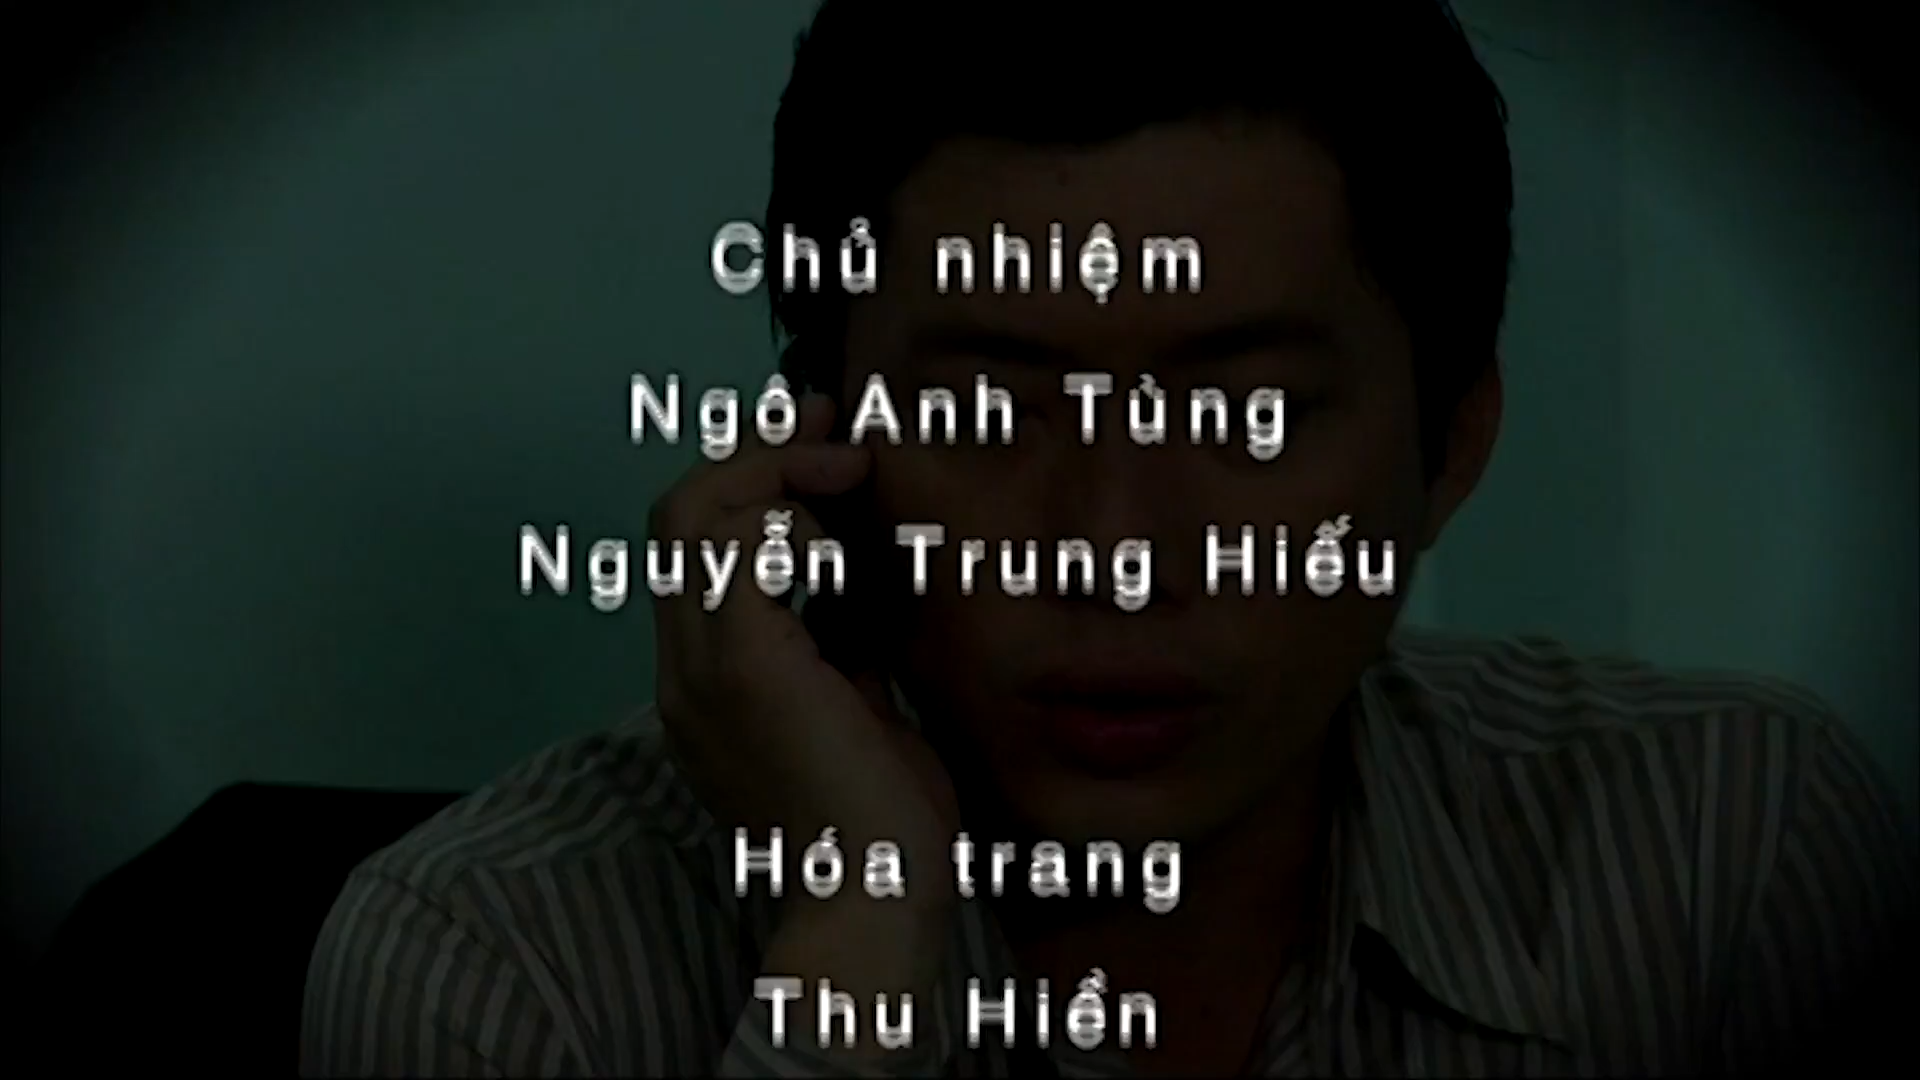 Chủ nhiệm
Ngô Anh Tùng
Nguyễn Trung Hiếu
Hóa trang
Thu Hiền